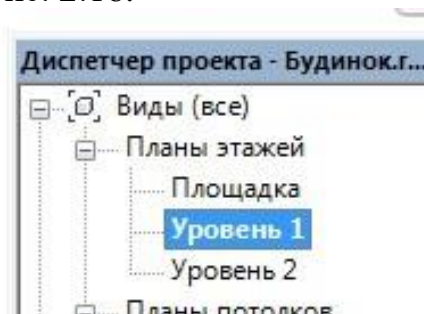 Диспетчер проекта - Будинок.г...
Виды (все)
Планы этажей
Площадка
Уровень 1
Уровень 2
Планы потолков